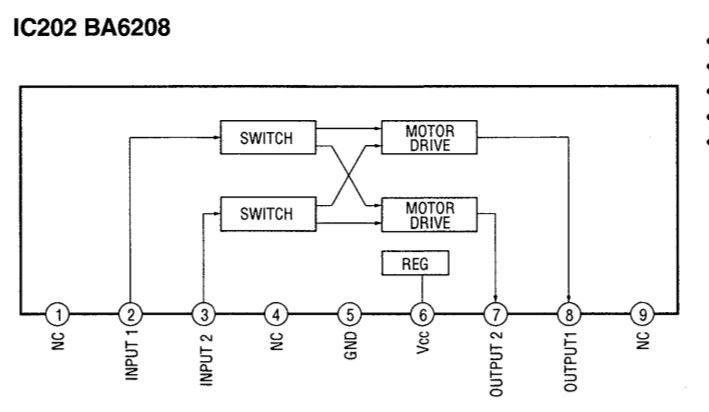 IC202 BA6208
SWITCH
MOTOR
DRIVE
SWITCH
MOTOR
DRIVE
REG
1 2 3 4 5 6 7 8 9
NC
INPUT 1
INPUT 2
NC
GND
Vcc
OUTPUT 2
OUTPUT1
NC